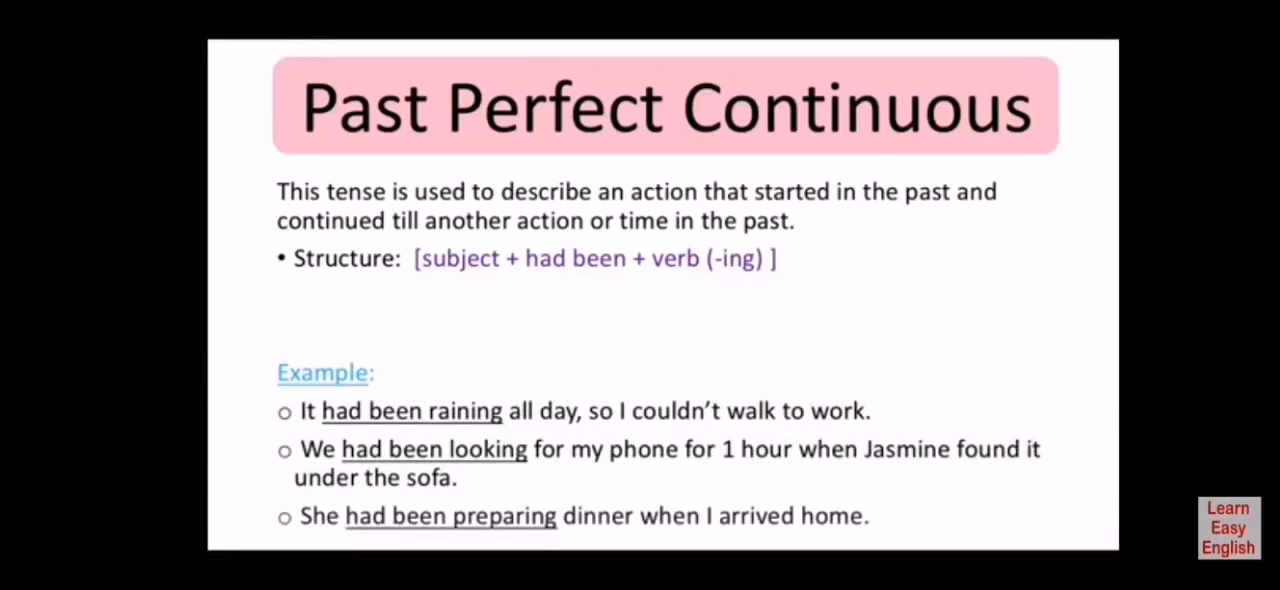 Past Perfect Continuous
This tense is used to describe an action that started in the past and
continued till another action or time in the past.
• Structure: [subject + had been + verb (-ing) ]
Example:
o It had been raining all day, so I couldn’t walk to work.
o We had been looking for my phone for 1 hour when Jasmine found it
under the sofa.
o She had been preparing dinner when I arrived home.
Learn
Easy
English